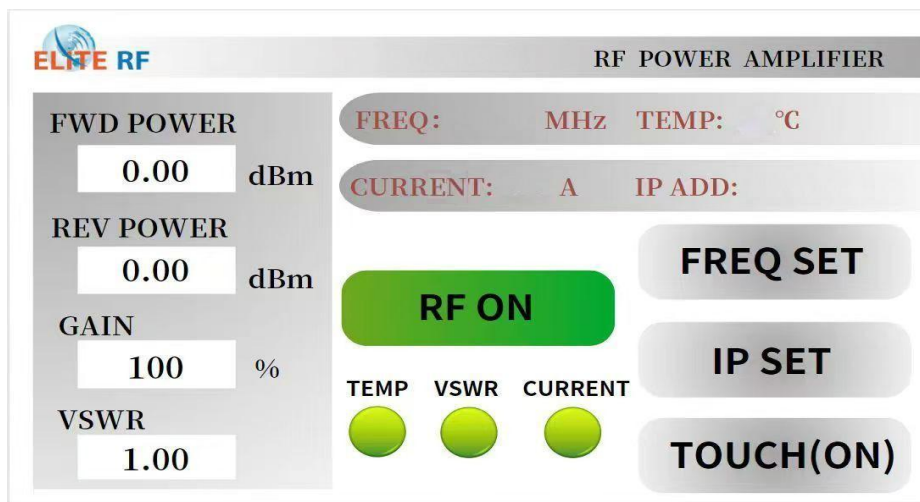 ELITE RF
RF POWER AMPLIFIER
FWD POWER
0.00 dBm
REV POWER
0.00 dBm
GAIN
100 %
VSWR
1.00
FREQ: MHz TEMP: °C
CURRENT: A IP ADD:
RF ON
TEMP VSWR CURRENT
FREQ SET
IP SET
TOUCH(ON)